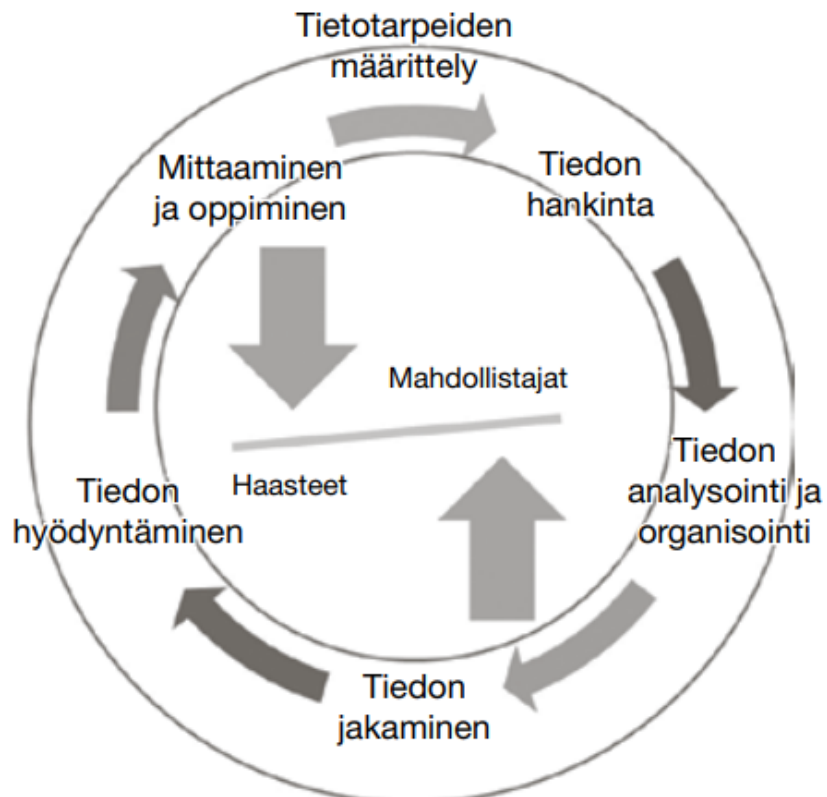 Tietotarpeiden
määrittely
Tiedon
hankinta
Tiedon
analysointi ja
organisointi
Tiedon
jakaminen
Tiedon
hyödyntäminen
Mittaaminen
ja oppiminen
Mahdollistajat
Haasteet